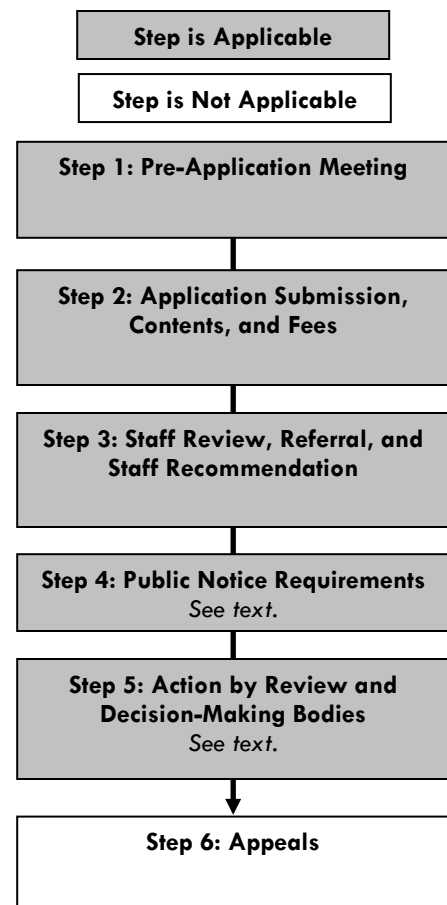 Step is Applicable
Step is Not Applicable
Step 1: Pre-Application Meeting
Step 2: Application Submission,
Contents, and Fees
Step 3: Staff Review, Referral, and
Staff Recommendation
Step 4: Public Notice Requirements
See text.
Step 5: Action by Review and
Decision-Making Bodies
See text.
Step 6: Appeals